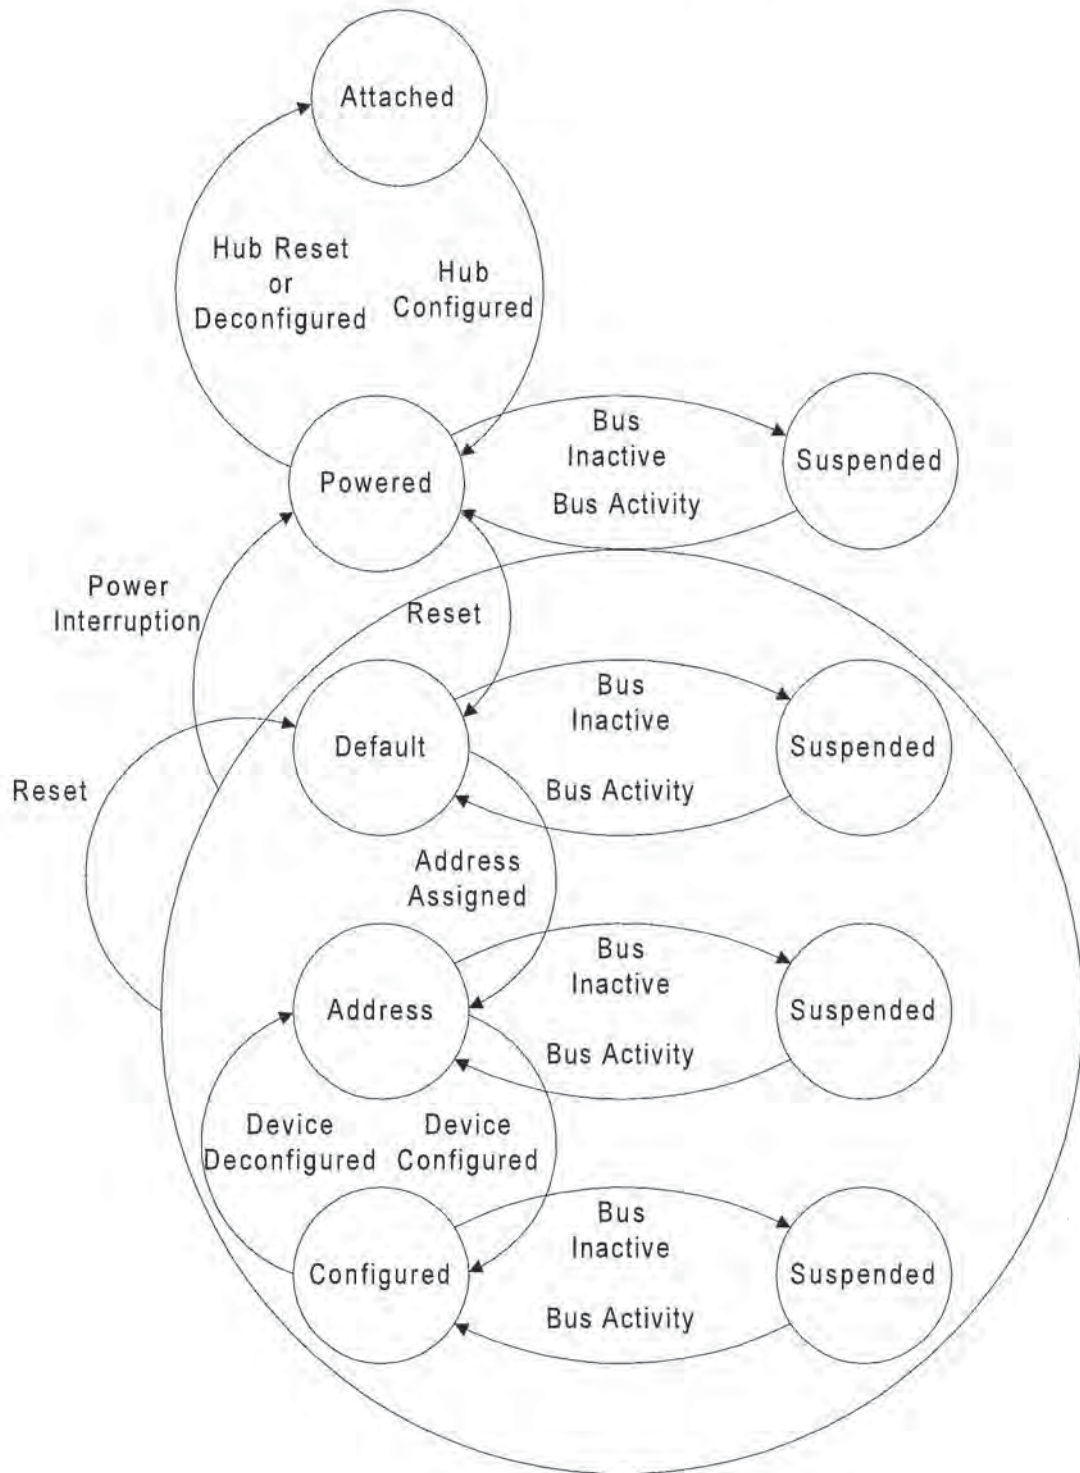 Attached
Hub Reset
or
Deconfigured
Hub
Configured
Powered
Bus
Inactive
Bus Activity
Suspended
Power
Interruption
Reset
Default
Bus
Inactive
Bus Activity
Suspended
Reset
Address
Assigned
Address
Bus
Inactive
Bus Activity
Suspended
Device
Deconfigured
Device
Configured
Configured
Bus
Inactive
Bus Activity
Suspended